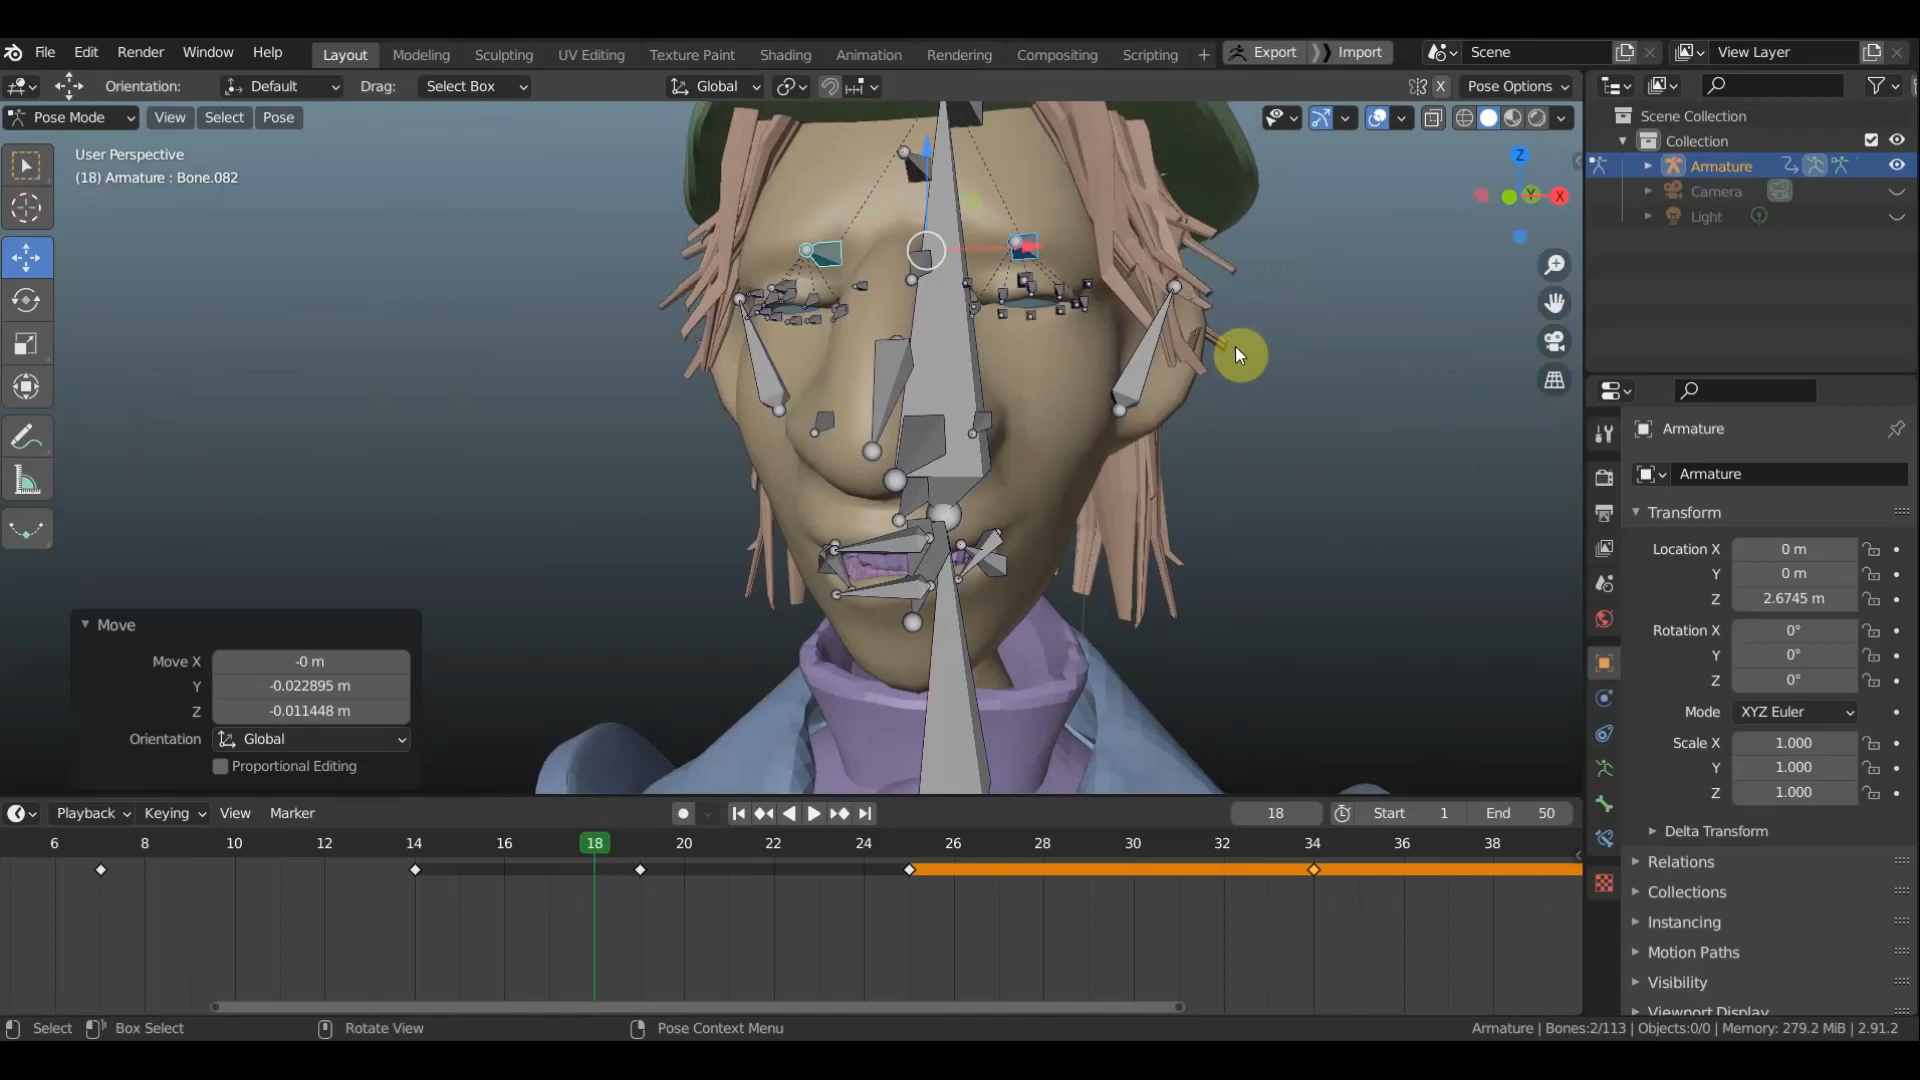 File Edit Render Window Help Layout Modeling Sculpting UV Editing Texture Paint Shading Animation Rendering Compositing Scripting + Export Import Scene View Layer
Orientation: Default Drag: Select Box Global X Pose Options
Pose Mode View Select Pose
User Perspective
(18) Armature : Bone.082
Z
Y X
Scene Collection
Collection
Armature
Camera
Light
Armature
Armature
Transform
Location X 0 m
Y 0 m
Z 2.6745 m
Rotation X 0°
Y 0°
Z 0°
Mode XYZ Euler
Scale X 1.000
Y 1.000
Z 1.000
Delta Transform
Relations
Collections
Instancing
Motion Paths
Visibility
Viewport Display
Move
Move X -0 m
Y -0.022895 m
Z -0.011448 m
Orientation Global
Proportional Editing
Playback Keying View Marker 18 Start 1 End 50
6 8 10 12 14 16 18 20 22 24 26 28 30 32 34 36 38
Select Box Select Rotate View Pose Context Menu Armature | Bones:2/113 | Objects:0/0 | Memory: 279.2 MiB | 2.91.2